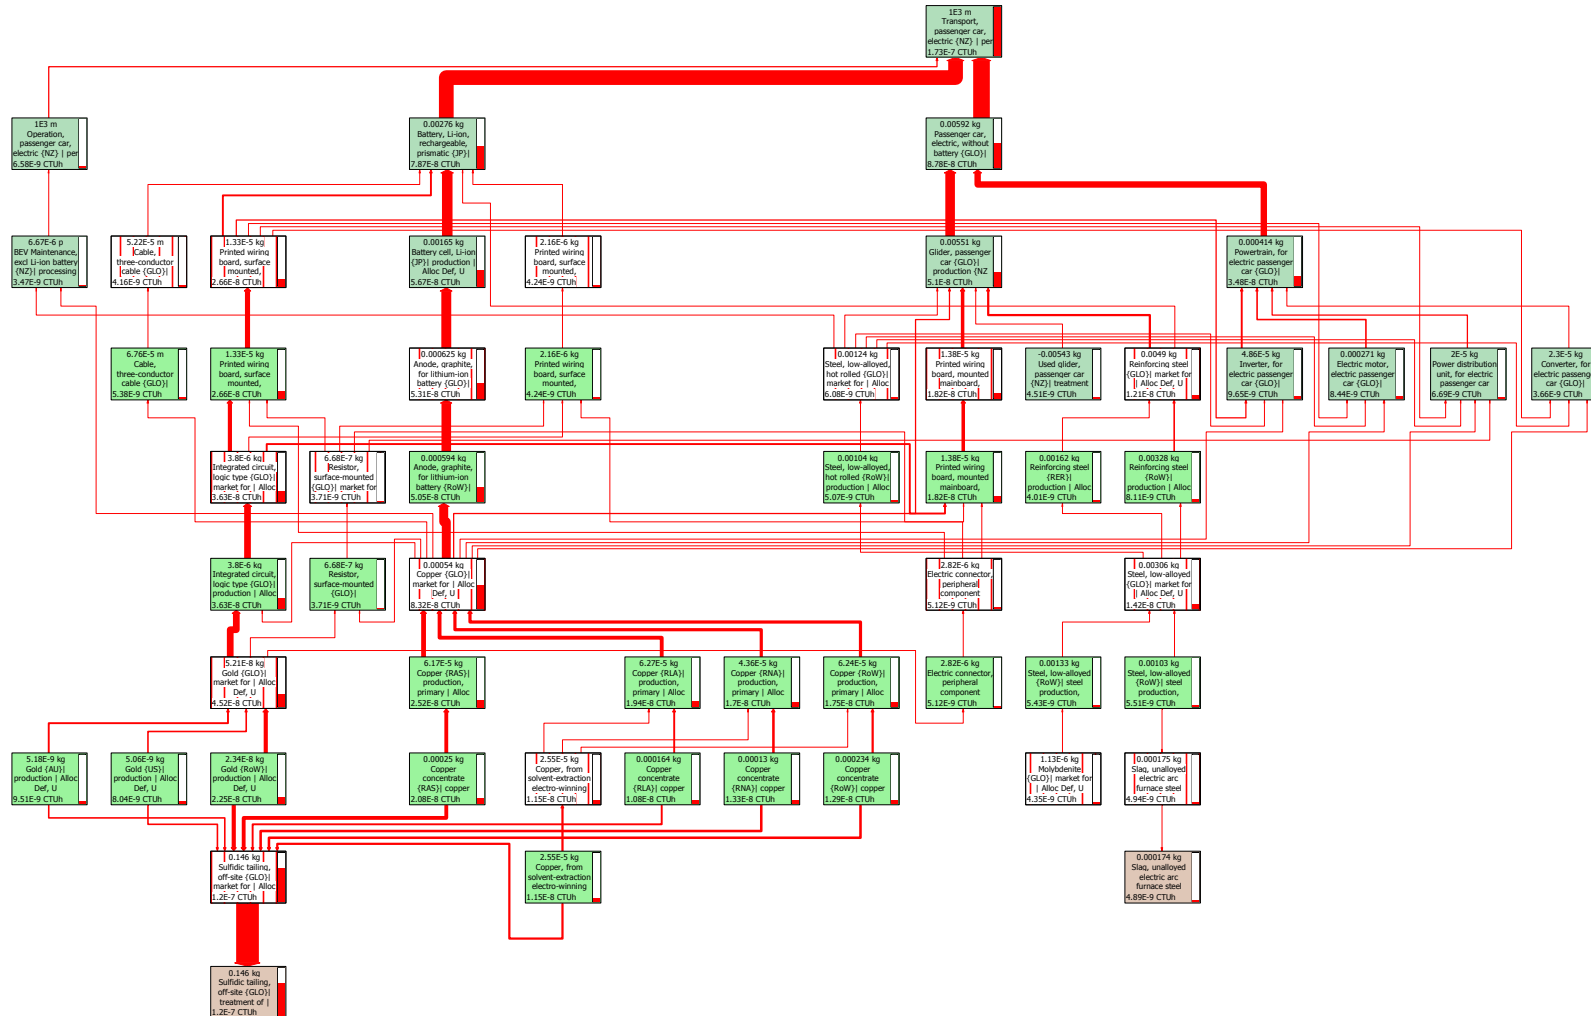 1E3 m
Transport,
passenger car,
electric {NZ} | per
1.73E-7 CTUh
1E3 m
Operation,
passenger car,
electric {NZ} | per
6.58E-9 CTUh
0.00276 kg
Battery, Li-ion,
rechargeable,
prismatic {JP}|
7.87E-8 CTUh
0.00592 kg
Passenger car,
electric, without
battery {GLO}|
8.78E-8 CTUh
6.67E-6 p
BEV Maintenance,
excl Li-ion battery
{NZ}| processing
3.47E-9 CTUh
5.22E-5 m
Cable,
three-conductor
cable {GLO}|
4.16E-9 CTUh
1.33E-5 kg
Printed wiring
board, surface
mounted,
2.66E-8 CTUh
0.00165 kg
Battery cell, Li-ion
{JP}| production |
Alloc Def, U
5.67E-8 CTUh
2.16E-6 kg
Printed wiring
board, surface
mounted,
4.24E-9 CTUh
0.00551 kg
Glider, passenger
car {GLO}|
production {NZ
5.1E-8 CTUh
0.000414 kg
Powertrain, for
electric passenger
car {GLO}|
3.48E-8 CTUh
6.76E-5 m
Cable,
three-conductor
cable {GLO}|
5.38E-9 CTUh
1.33E-5 kg
Printed wiring
board, surface
mounted,
2.66E-8 CTUh
0.000625 kg
Anode, graphite,
for lithium-ion
battery {GLO}|
5.31E-8 CTUh
2.16E-6 kg
Printed wiring
board, surface
mounted,
4.24E-9 CTUh
0.00124 kg
Steel, low-alloyed,
hot rolled {GLO}|
market for | Alloc
6.08E-9 CTUh
1.38E-5 kg
Printed wiring
board, mounted
mainboard,
1.82E-8 CTUh
-0.00543 kg
Used glider,
passenger car
{NZ}| treatment
4.51E-9 CTUh
0.0049 kg
Reinforcing steel
{GLO}| market for
| Alloc Def, U
1.21E-8 CTUh
4.86E-5 kg
Inverter, for
electric passenger
car {GLO}|
9.65E-9 CTUh
0.000271 kg
Electric motor,
electric passenger
car {GLO}|
8.44E-9 CTUh
2E-5 kg
Power distribution
unit, for electric
passenger car
6.69E-9 CTUh
2.3E-5 kg
Converter, for
electric passenger
car {GLO}|
3.66E-9 CTUh
3.8E-6 kg
Integrated circuit,
logic type {GLO}|
market for | Alloc
3.63E-8 CTUh
6.68E-7 kg
Resistor,
surface-mounted
{GLO}| market for
3.71E-9 CTUh
0.000594 kg
Anode, graphite,
for lithium-ion
battery {RoW}|
5.05E-8 CTUh
0.00104 kg
Steel, low-alloyed,
hot rolled {RoW}|
production | Alloc
5.07E-9 CTUh
1.38E-5 kg
Printed wiring
board, mounted
mainboard,
1.82E-8 CTUh
0.00162 kg
Reinforcing steel
{RER}|
production | Alloc
4.01E-9 CTUh
0.00328 kg
Reinforcing steel
{RoW}|
production | Alloc
8.11E-9 CTUh
3.8E-6 kg
Integrated circuit,
logic type {GLO}|
production | Alloc
3.63E-8 CTUh
6.68E-7 kg
Resistor,
surface-mounted
{GLO}|
3.71E-9 CTUh
0.00054 kg
Copper {GLO}|
market for | Alloc
Def, U
8.32E-8 CTUh
2.82E-6 kg
Electric connector,
peripheral
component
5.12E-9 CTUh
0.00306 kg
Steel, low-alloyed
{GLO}| market for
| Alloc Def, U
1.42E-8 CTUh
5.21E-8 kg
Gold {GLO}|
market for | Alloc
Def, U
4.52E-8 CTUh
6.17E-5 kg
Copper {RAS}|
production,
primary | Alloc
2.52E-8 CTUh
6.27E-5 kg
Copper {RLA}|
production,
primary | Alloc
1.94E-8 CTUh
4.36E-5 kg
Copper {RNA}|
production,
primary | Alloc
1.7E-8 CTUh
6.24E-5 kg
Copper {RoW}|
production,
primary | Alloc
1.75E-8 CTUh
2.82E-6 kg
Electric connector,
peripheral
component
5.12E-9 CTUh
0.00133 kg
Steel, low-alloyed
{RoW}| steel
production,
5.43E-9 CTUh
0.00103 kg
Steel, low-alloyed
{RoW}| steel
production,
5.51E-9 CTUh
5.18E-9 kg
Gold {AU}|
production | Alloc
Def, U
9.51E-9 CTUh
5.06E-9 kg
Gold {US}|
production | Alloc
Def, U
8.04E-9 CTUh
2.34E-8 kg
Gold {RoW}|
production | Alloc
Def, U
2.25E-8 CTUh
0.00025 kg
Copper
concentrate
{RAS}| copper
2.08E-8 CTUh
2.55E-5 kg
Copper, from
solvent-extraction
electro-winning
1.15E-8 CTUh
0.000164 kg
Copper
concentrate
{RLA}| copper
1.08E-8 CTUh
0.00013 kg
Copper
concentrate
{RNA}| copper
1.33E-8 CTUh
0.000234 kg
Copper
concentrate
{RoW}| copper
1.29E-8 CTUh
1.13E-6 kg
Molybdenite
{GLO}| market for
| Alloc Def, U
4.35E-9 CTUh
0.000175 kg
Slag, unalloyed
electric arc
furnace steel
4.94E-9 CTUh
0.146 kg
Sulfidic tailing,
off-site {GLO}|
market for | Alloc
1.2E-7 CTUh
2.55E-5 kg
Copper, from
solvent-extraction
electro-winning
1.15E-8 CTUh
0.000174 kg
Slag, unalloyed
electric arc
furnace steel
4.89E-9 CTUh
0.146 kg
Sulfidic tailing,
off-site {GLO}|
treatment of |
1.2E-7 CTUh